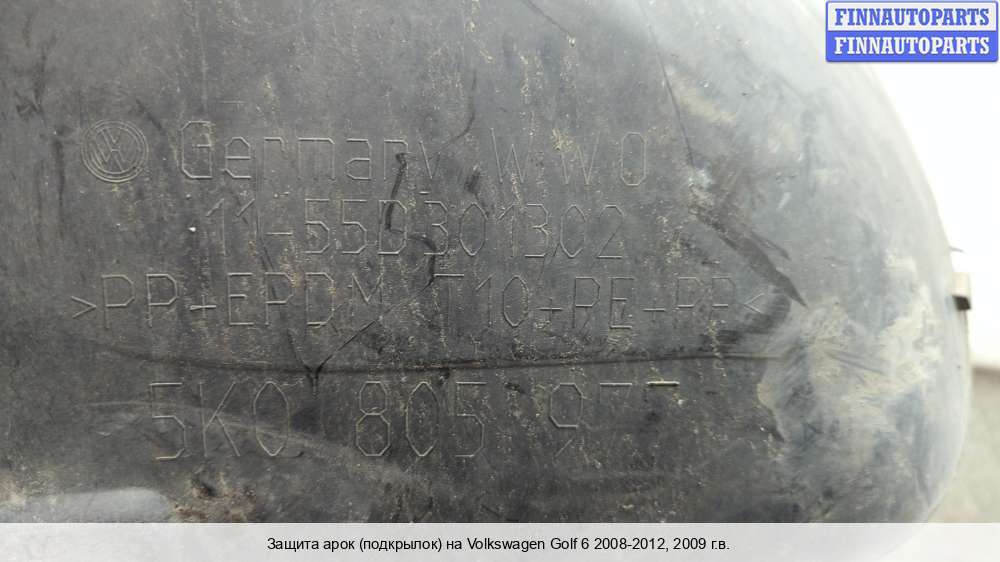 FINNAUTOPARTS
FINNAUTOPARTS
Germany WWO
11-55D301302
>PP+EPDM T10+PE+PP<
5K0 805 977
Защита арок (подкрылок) на Volkswagen Golf 6 2008-2012, 2009 г.в.